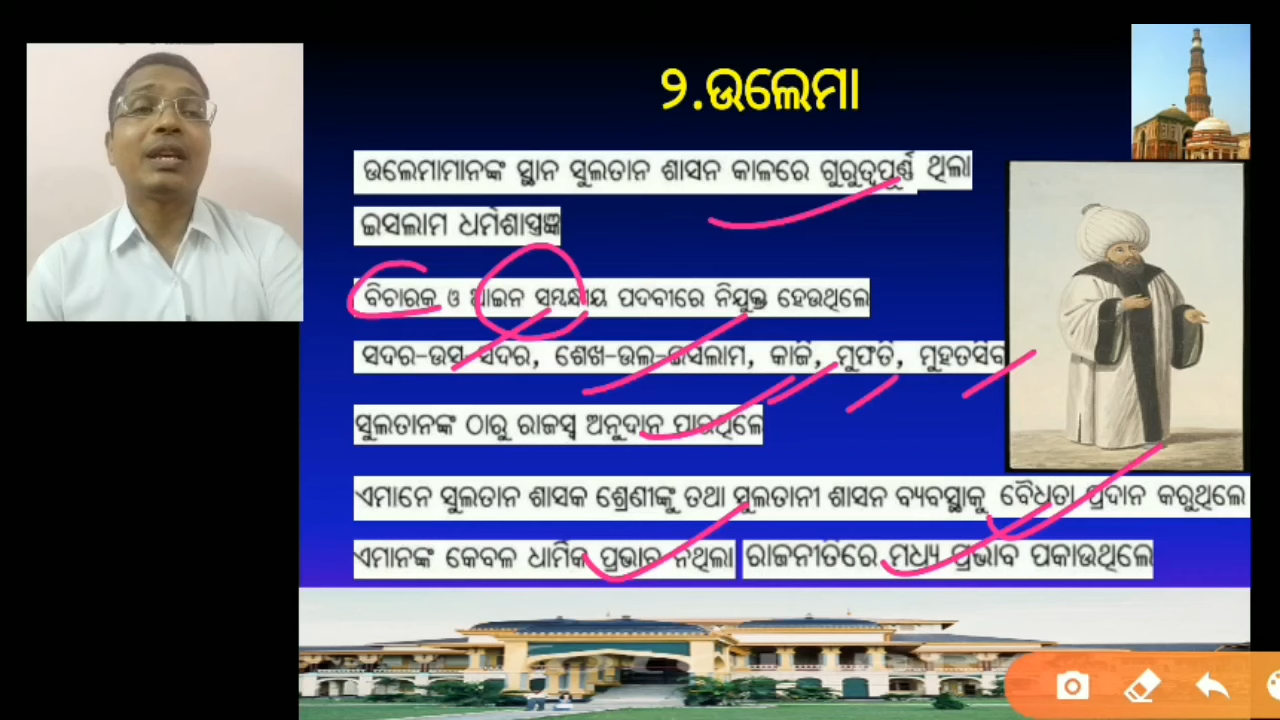 ୨.ଉଲେମା
ଉଲେମାମାନଙ୍କ ସ୍ଥାନ ସୁଲତାନ ଶାସନ କାଳରେ ଗୁରୁତ୍ୱପୂର୍ଣ୍ଣ ଥିଲା
ଇସଲାମ ଧର୍ମଶାସ୍ତ୍ରଜ୍ଞ
ବିଚାରକ ଓ ଆଇନ ସମ୍ବନ୍ଧୀୟ ପଦବୀରେ ନିଯୁକ୍ତ ହେଉଥିଲେ
ସଦର-ଉସ୍ ସଦର, ଶେଖ-ଉଲ-ଇସଲାମ, କାଜି, ମୁଫତି, ମୁହତସିବ
ସୁଲତାନଙ୍କ ଠାରୁ ରାଜସ୍ୱ ଅନୁଦାନ ପାଉଥିଲେ
ଏମାନେ ସୁଲତାନ ଶାସକ ଶ୍ରେଣୀଙ୍କୁ ତଥା ସୁଲତାନୀ ଶାସନ ବ୍ୟବସ୍ଥାକୁ ବୈଧତା ପ୍ରଦାନ କରୁଥିଲେ
ଏମାନଙ୍କ କେବଳ ଧାର୍ମିକ ପ୍ରଭାବ ନଥିଲା ରାଜନୀତିରେ ମଧ୍ୟ ପ୍ରଭାବ ପକାଉଥିଲେ